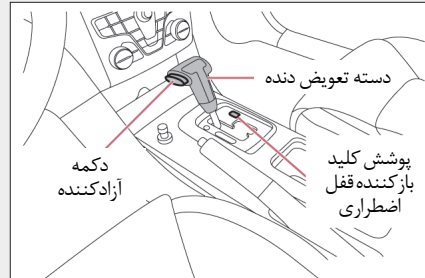 دسته تعویض دنده
دکمه
آزادکننده
پوشش کلید
بازکننده قفل
اضطراری